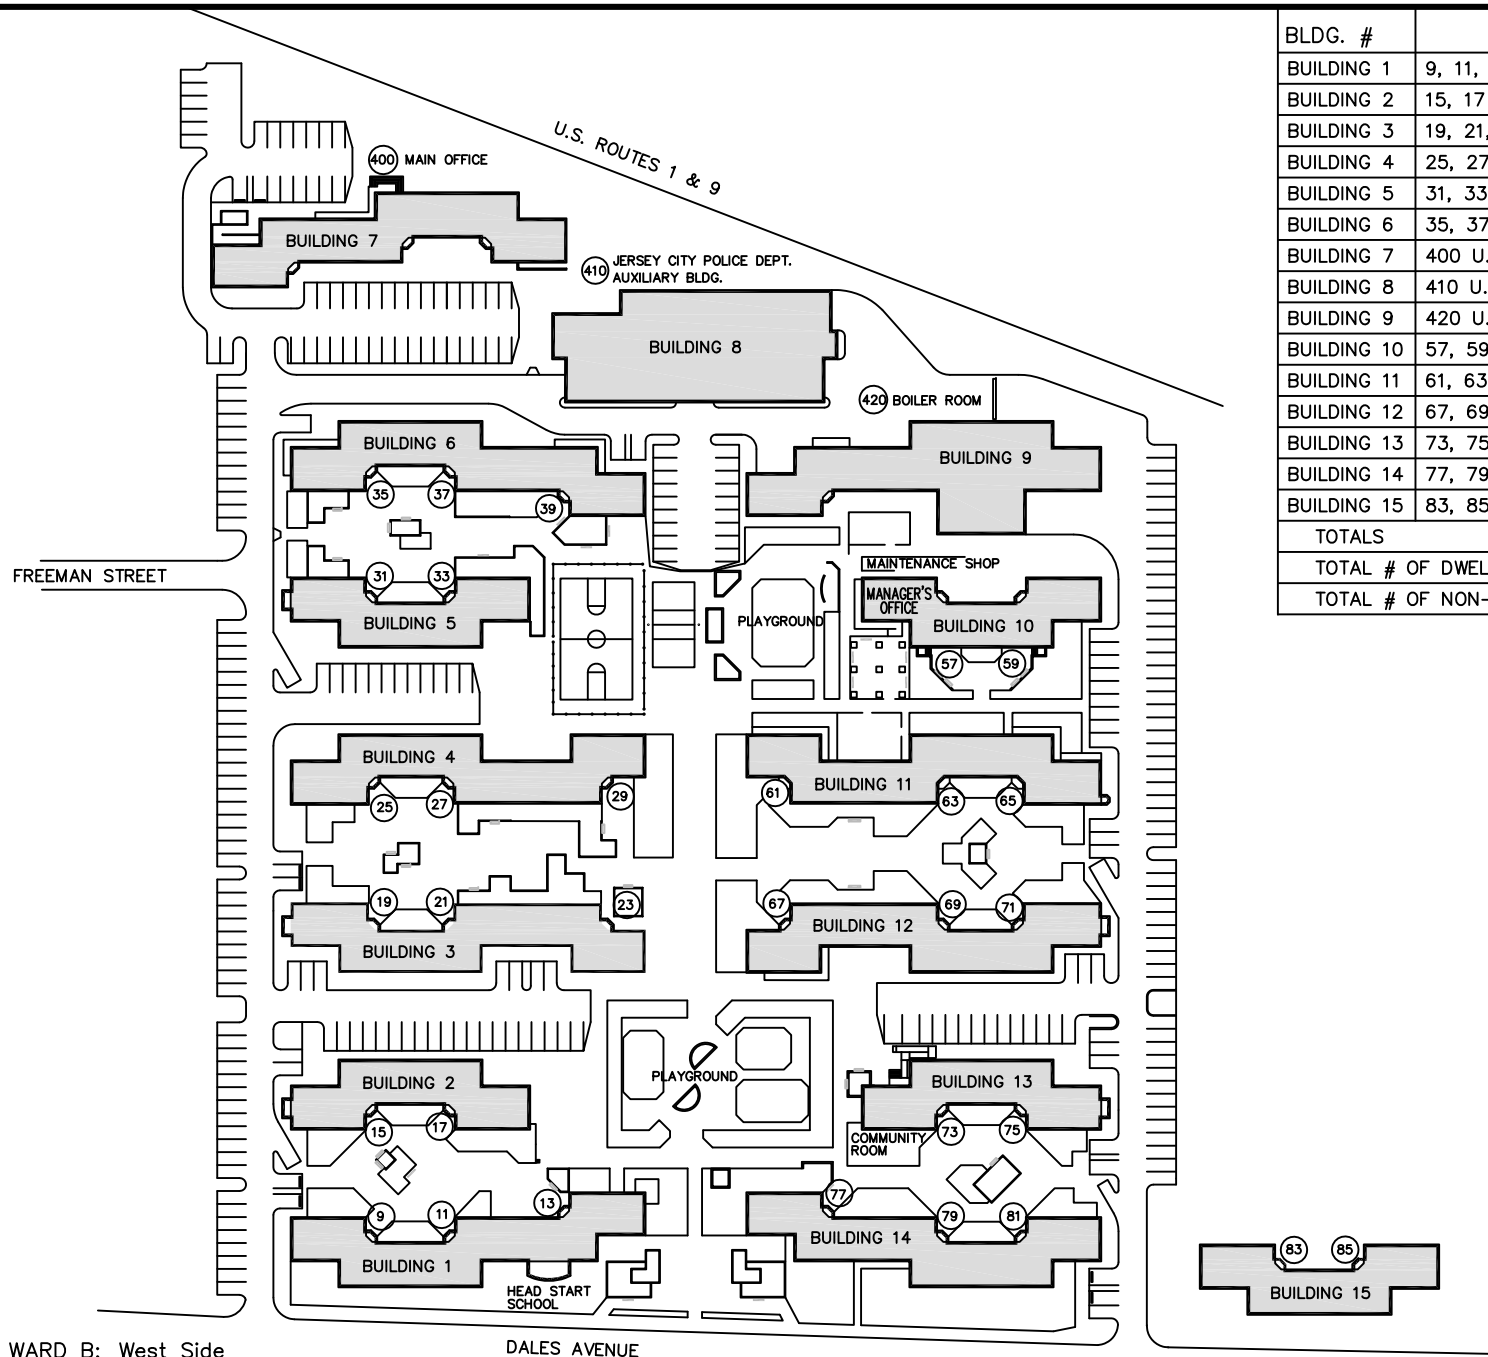 BLDG. #
BUILDING 1 9, 11,
BUILDING 2 15, 17
BUILDING 3 19, 21,
BUILDING 4 25, 27
BUILDING 5 31, 33
BUILDING 6 35, 37
BUILDING 7 400 U.
BUILDING 8 410 U.
BUILDING 9 420 U.
BUILDING 10 57, 59
BUILDING 11 61, 63
BUILDING 12 67, 69
BUILDING 13 73, 75
BUILDING 14 77, 79
BUILDING 15 83, 85
TOTALS
TOTAL # OF DWEL
TOTAL # OF NON-
U.S. ROUTES 1 & 9
400 MAIN OFFICE
BUILDING 7
410 JERSEY CITY POLICE DEPT.
AUXILIARY BLDG.
BUILDING 8
420 BOILER ROOM
BUILDING 6
35 37 39
BUILDING 9
FREEMAN STREET
31 33
BUILDING 5
MAINTENANCE SHOP
MANAGER'S
OFFICE
PLAYGROUND
BUILDING 10
57 59
BUILDING 4
25 27 29
BUILDING 11
61 63 65
19 21 23
BUILDING 3
67 69 71
BUILDING 12
PLAYGROUND
BUILDING 2
15 17
BUILDING 13
73 75
COMMUNITY
ROOM
9 11 13
BUILDING 1
HEAD START
SCHOOL
77 79 81
BUILDING 14
83 85
BUILDING 15
WARD B: West Side
DALES AVENUE